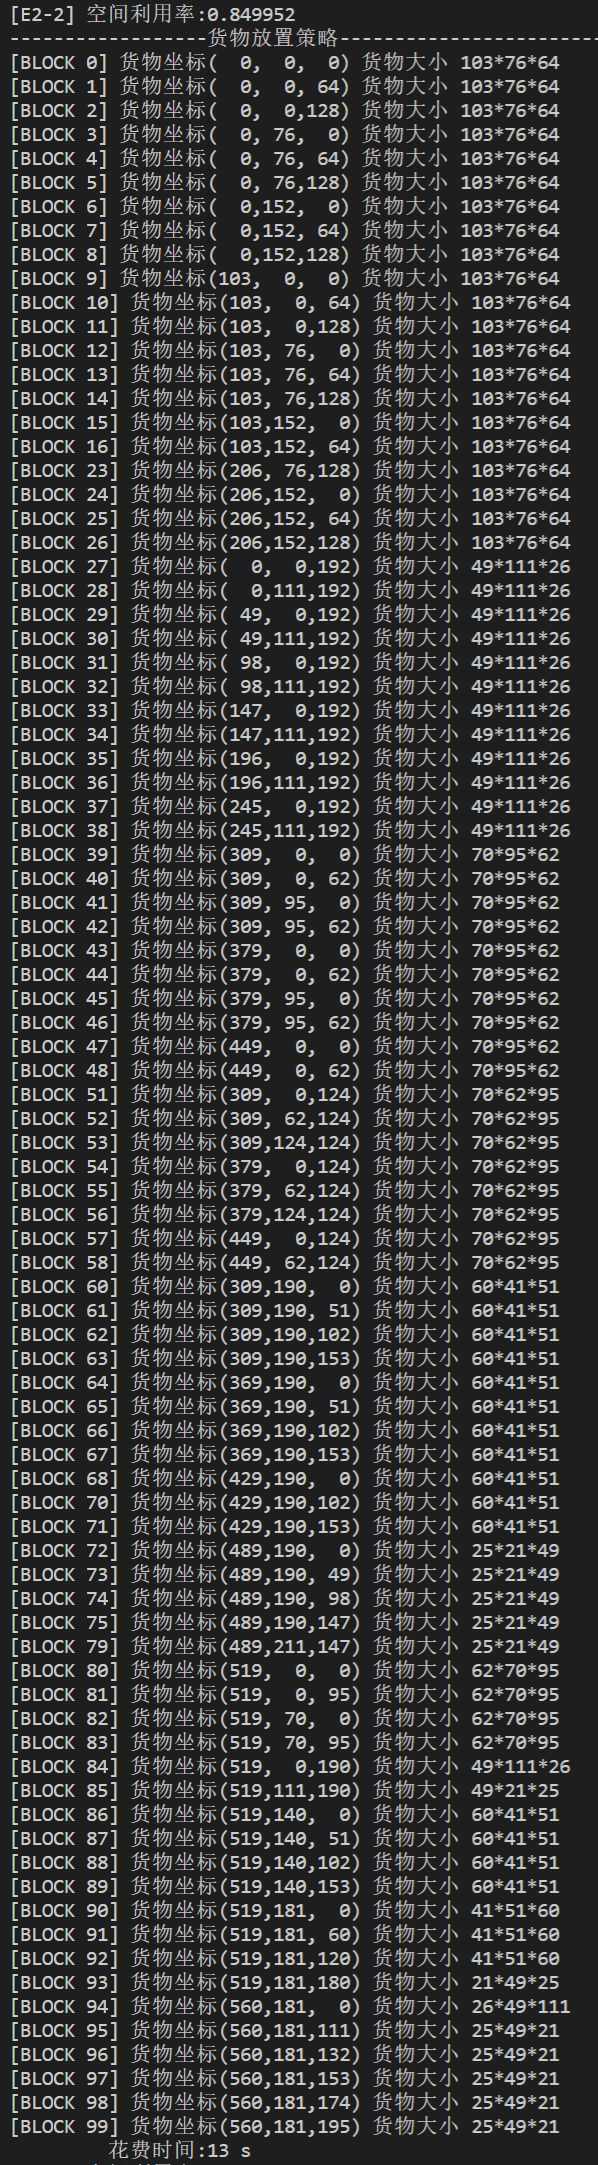 [E2-2] 空间利用率:0.849952
------------------货物放置策略------------------------
[BLOCK 0] 货物坐标(  0,  0,  0) 货物大小 103*76*64
[BLOCK 1] 货物坐标(  0,  0, 64) 货物大小 103*76*64
[BLOCK 2] 货物坐标(  0,  0,128) 货物大小 103*76*64
[BLOCK 3] 货物坐标(  0, 76,  0) 货物大小 103*76*64
[BLOCK 4] 货物坐标(  0, 76, 64) 货物大小 103*76*64
[BLOCK 5] 货物坐标(  0, 76,128) 货物大小 103*76*64
[BLOCK 6] 货物坐标(  0,152,  0) 货物大小 103*76*64
[BLOCK 7] 货物坐标(  0,152, 64) 货物大小 103*76*64
[BLOCK 8] 货物坐标(  0,152,128) 货物大小 103*76*64
[BLOCK 9] 货物坐标(103,  0,  0) 货物大小 103*76*64
[BLOCK 10] 货物坐标(103,  0, 64) 货物大小 103*76*64
[BLOCK 11] 货物坐标(103,  0,128) 货物大小 103*76*64
[BLOCK 12] 货物坐标(103, 76,  0) 货物大小 103*76*64
[BLOCK 13] 货物坐标(103, 76, 64) 货物大小 103*76*64
[BLOCK 14] 货物坐标(103, 76,128) 货物大小 103*76*64
[BLOCK 15] 货物坐标(103,152,  0) 货物大小 103*76*64
[BLOCK 16] 货物坐标(103,152, 64) 货物大小 103*76*64
[BLOCK 23] 货物坐标(206, 76,128) 货物大小 103*76*64
[BLOCK 24] 货物坐标(206,152,  0) 货物大小 103*76*64
[BLOCK 25] 货物坐标(206,152, 64) 货物大小 103*76*64
[BLOCK 26] 货物坐标(206,152,128) 货物大小 103*76*64
[BLOCK 27] 货物坐标(  0,  0,192) 货物大小 49*111*26
[BLOCK 28] 货物坐标(  0,111,192) 货物大小 49*111*26
[BLOCK 29] 货物坐标( 49,  0,192) 货物大小 49*111*26
[BLOCK 30] 货物坐标( 49,111,192) 货物大小 49*111*26
[BLOCK 31] 货物坐标( 98,  0,192) 货物大小 49*111*26
[BLOCK 32] 货物坐标( 98,111,192) 货物大小 49*111*26
[BLOCK 33] 货物坐标(147,  0,192) 货物大小 49*111*26
[BLOCK 34] 货物坐标(147,111,192) 货物大小 49*111*26
[BLOCK 35] 货物坐标(196,  0,192) 货物大小 49*111*26
[BLOCK 36] 货物坐标(196,111,192) 货物大小 49*111*26
[BLOCK 37] 货物坐标(245,  0,192) 货物大小 49*111*26
[BLOCK 38] 货物坐标(245,111,192) 货物大小 49*111*26
[BLOCK 39] 货物坐标(309,  0,  0) 货物大小 70*95*62
[BLOCK 40] 货物坐标(309,  0, 62) 货物大小 70*95*62
[BLOCK 41] 货物坐标(309, 95,  0) 货物大小 70*95*62
[BLOCK 42] 货物坐标(309, 95, 62) 货物大小 70*95*62
[BLOCK 43] 货物坐标(379,  0,  0) 货物大小 70*95*62
[BLOCK 44] 货物坐标(379,  0, 62) 货物大小 70*95*62
[BLOCK 45] 货物坐标(379, 95,  0) 货物大小 70*95*62
[BLOCK 46] 货物坐标(379, 95, 62) 货物大小 70*95*62
[BLOCK 47] 货物坐标(449,  0,  0) 货物大小 70*95*62
[BLOCK 48] 货物坐标(449,  0, 62) 货物大小 70*95*62
[BLOCK 51] 货物坐标(309,  0,124) 货物大小 70*62*95
[BLOCK 52] 货物坐标(309, 62,124) 货物大小 70*62*95
[BLOCK 53] 货物坐标(309,124,124) 货物大小 70*62*95
[BLOCK 54] 货物坐标(379,  0,124) 货物大小 70*62*95
[BLOCK 55] 货物坐标(379, 62,124) 货物大小 70*62*95
[BLOCK 56] 货物坐标(379,124,124) 货物大小 70*62*95
[BLOCK 57] 货物坐标(449,  0,124) 货物大小 70*62*95
[BLOCK 58] 货物坐标(449, 62,124) 货物大小 70*62*95
[BLOCK 60] 货物坐标(309,190,  0) 货物大小 60*41*51
[BLOCK 61] 货物坐标(309,190, 51) 货物大小 60*41*51
[BLOCK 62] 货物坐标(309,190,102) 货物大小 60*41*51
[BLOCK 63] 货物坐标(309,190,153) 货物大小 60*41*51
[BLOCK 64] 货物坐标(369,190,  0) 货物大小 60*41*51
[BLOCK 65] 货物坐标(369,190, 51) 货物大小 60*41*51
[BLOCK 66] 货物坐标(369,190,102) 货物大小 60*41*51
[BLOCK 67] 货物坐标(369,190,153) 货物大小 60*41*51
[BLOCK 68] 货物坐标(429,190,  0) 货物大小 60*41*51
[BLOCK 70] 货物坐标(429,190,102) 货物大小 60*41*51
[BLOCK 71] 货物坐标(429,190,153) 货物大小 60*41*51
[BLOCK 72] 货物坐标(489,190,  0) 货物大小 25*21*49
[BLOCK 73] 货物坐标(489,190, 49) 货物大小 25*21*49
[BLOCK 74] 货物坐标(489,190, 98) 货物大小 25*21*49
[BLOCK 75] 货物坐标(489,190,147) 货物大小 25*21*49
[BLOCK 79] 货物坐标(489,211,147) 货物大小 25*21*49
[BLOCK 80] 货物坐标(519,  0,  0) 货物大小 62*70*95
[BLOCK 81] 货物坐标(519,  0, 95) 货物大小 62*70*95
[BLOCK 82] 货物坐标(519, 70,  0) 货物大小 62*70*95
[BLOCK 83] 货物坐标(519, 70, 95) 货物大小 62*70*95
[BLOCK 84] 货物坐标(519,  0,190) 货物大小 49*111*26
[BLOCK 85] 货物坐标(519,111,190) 货物大小 49*21*25
[BLOCK 86] 货物坐标(519,140,  0) 货物大小 60*41*51
[BLOCK 87] 货物坐标(519,140, 51) 货物大小 60*41*51
[BLOCK 88] 货物坐标(519,140,102) 货物大小 60*41*51
[BLOCK 89] 货物坐标(519,140,153) 货物大小 60*41*51
[BLOCK 90] 货物坐标(519,181,  0) 货物大小 41*51*60
[BLOCK 91] 货物坐标(519,181, 60) 货物大小 41*51*60
[BLOCK 92] 货物坐标(519,181,120) 货物大小 41*51*60
[BLOCK 93] 货物坐标(519,181,180) 货物大小 21*49*25
[BLOCK 94] 货物坐标(560,181,  0) 货物大小 26*49*111
[BLOCK 95] 货物坐标(560,181,111) 货物大小 25*49*21
[BLOCK 96] 货物坐标(560,181,132) 货物大小 25*49*21
[BLOCK 97] 货物坐标(560,181,153) 货物大小 25*49*21
[BLOCK 98] 货物坐标(560,181,174) 货物大小 25*49*21
[BLOCK 99] 货物坐标(560,181,195) 货物大小 25*49*21
花费时间:13 s